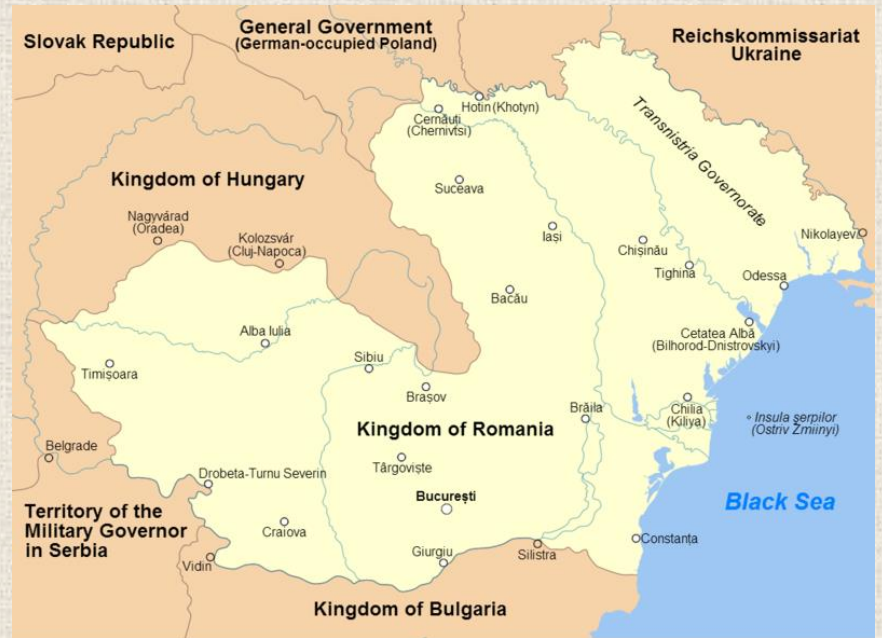 Slovak Republic
General Government
(German-occupied Poland)
Reichskommissariat
Ukraine
Hotin (Khotyn)
Cernăuți
(Chernivtsi)
Transnistria Governorate
Kingdom of Hungary
Suceava
Nagyvárad
(Oradea)
Kolozsvár
(Cluj-Napoca)
Iași
Chișinău
Nikolayevs
Tighina
Odessa
Bacău
Alba Iulia
Cetatea Albă
(Bilhorod-Dnistrovskyi)
Sibiu
Timișoara
Brașov
Brăila
Chilia
(Kiliya)
Insula șerpilor
(Ostriv Zmiinyi)
Kingdom of Romania
Belgrade
Târgoviște
Drobeta-Turnu Severin
București
Black Sea
Territory of the
Military Governor
in Serbia
Craiova
Constanța
Giurgiu
Silistra
Vidin
Kingdom of Bulgaria